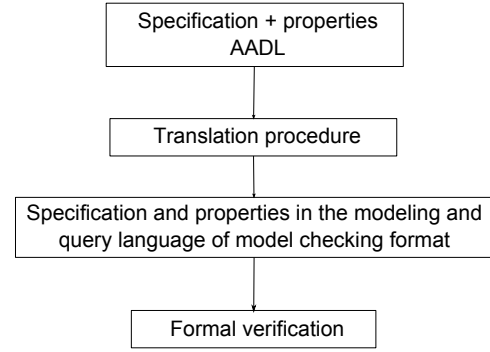 Specification + properties
AADL
Translation procedure
Specification and properties in the modeling and
query language of model checking format
Formal verification